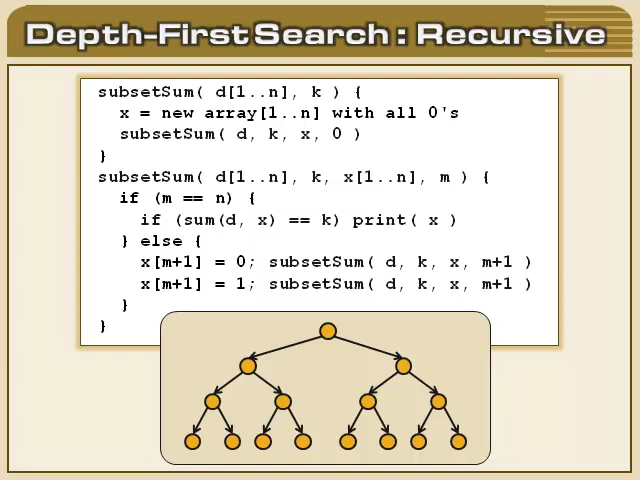 Depth-First Search : Recursive
subsetSum( d[1..n], k ) {
x = new array[1..n] with all 0's
subsetSum( d, k, x, 0 )
}
subsetSum( d[1..n], k, x[1..n], m ) {
if (m == n) {
if (sum(d, x) == k) print( x )
} else {
x[m+1] = 0; subsetSum( d, k, x, m+1 )
x[m+1] = 1; subsetSum( d, k, x, m+1 )
}
}